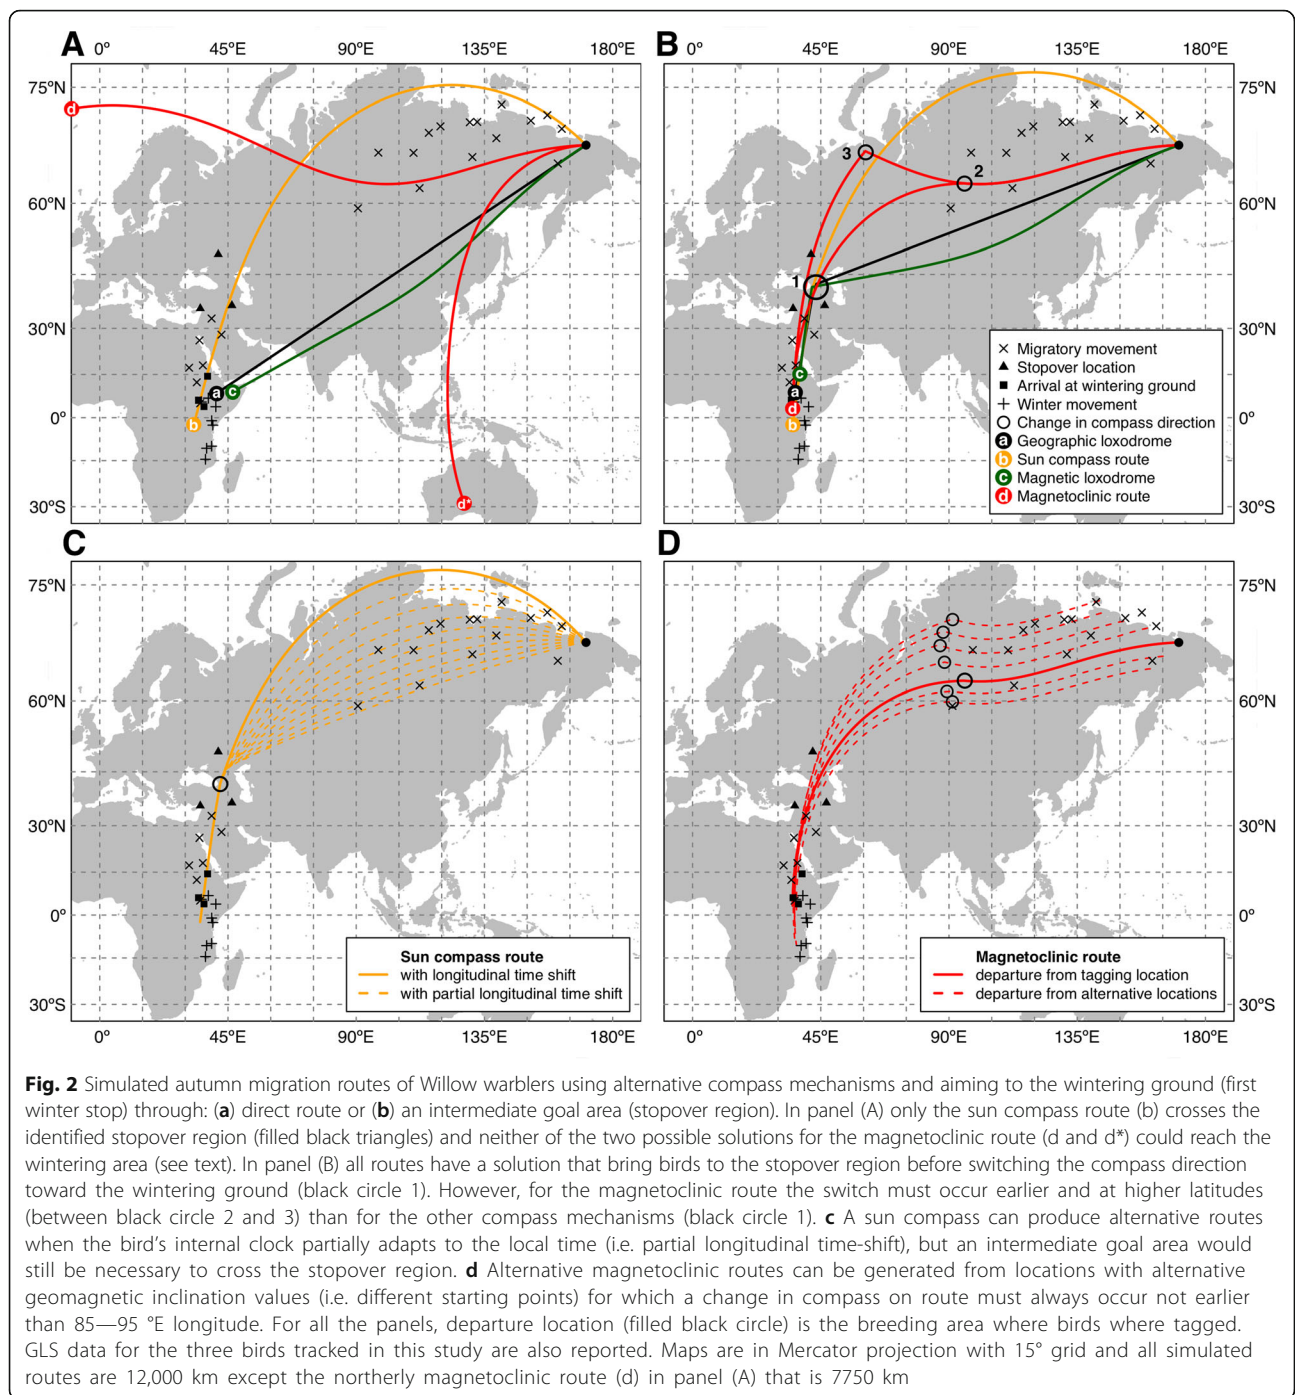 A
0°
45°E
90°E
135°E
180°E
B
0°
45°E
90°E
135°E
180°E
75°N
60°N
30°N
0°
30°S
75°N
60°N
30°N
0°
30°S
d
a
c
b
d*
3
2
1
c
a
d
b
Migratory movement
Stopover location
Arrival at wintering ground
Winter movement
Change in compass direction
a Geographic loxodrome
b Sun compass route
c Magnetic loxodrome
d Magnetoclinic route
C
D
75°N
60°N
30°N
0°
30°S
75°N
60°N
30°N
0°
30°S
Sun compass route
with longitudinal time shift
with partial longitudinal time shift
Magnetoclinic route
departure from tagging location
departure from alternative locations
0°
45°E
90°E
135°E
180°E
0°
45°E
90°E
135°E
180°E
Fig. 2 Simulated autumn migration routes of Willow warblers using alternative compass mechanisms and aiming to the wintering ground (first
winter stop) through: (a) direct route or (b) an intermediate goal area (stopover region). In panel (A) only the sun compass route (b) crosses the
identified stopover region (filled black triangles) and neither of the two possible solutions for the magnetoclinic route (d and d*) could reach the
wintering area (see text). In panel (B) all routes have a solution that bring birds to the stopover region before switching the compass direction
toward the wintering ground (black circle 1). However, for the magnetoclinic route the switch must occur earlier and at higher latitudes
(between black circle 2 and 3) than for the other compass mechanisms (black circle 1). c A sun compass can produce alternative routes
when the bird's internal clock partially adapts to the local time (i.e. partial longitudinal time-shift), but an intermediate goal area would
still be necessary to cross the stopover region. d Alternative magnetoclinic routes can be generated from locations with alternative
geomagnetic inclination values (i.e. different starting points) for which a change in compass on route must always occur not earlier
than 85—95 °E longitude. For all the panels, departure location (filled black circle) is the breeding area where birds where tagged.
GLS data for the three birds tracked in this study are also reported. Maps are in Mercator projection with 15° grid and all simulated
routes are 12,000 km except the northerly magnetoclinic route (d) in panel (A) that is 7750 km